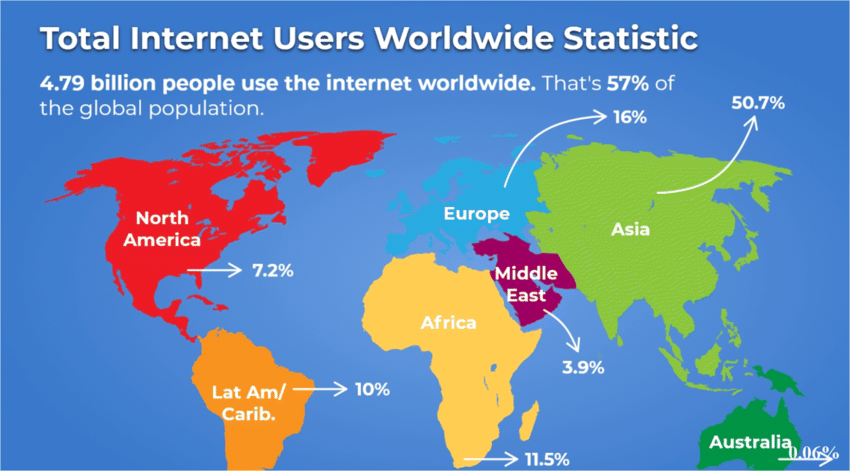 Total Internet Users Worldwide Statistic
4.79 billion people use the internet worldwide. That's 57% of
the global population.
50.7%
16%
North
America
Europe
Asia
7.2%
Middle
East
Africa
3.9%
Lat Am/
Carib.
10%
Australia
0.06%
11.5%